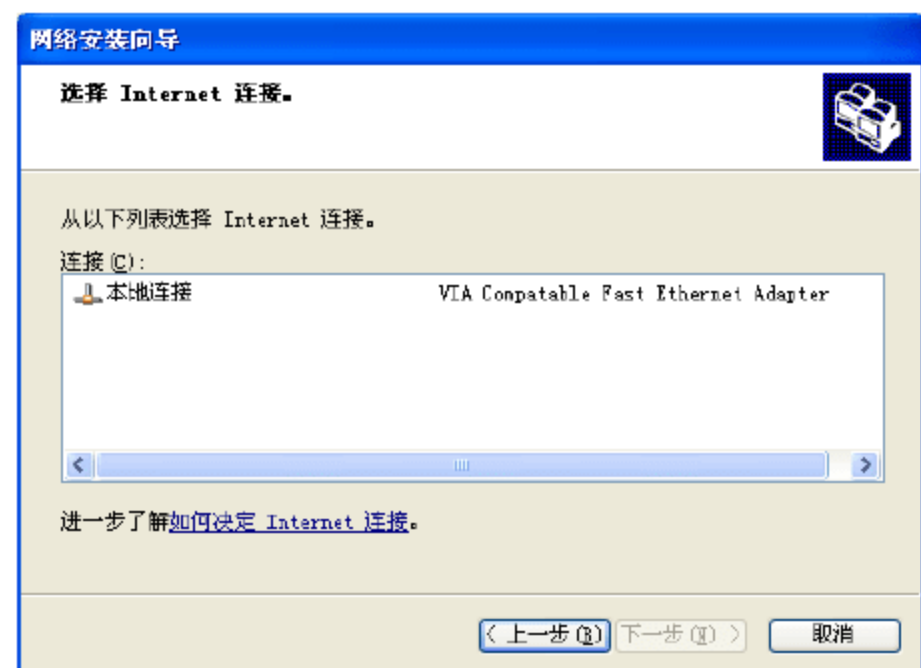 网络安装向导
选择 Internet 连接。
从以下列表选择 Internet 连接。
连接(C):
本地连接 VIA Compatable Fast Ethernet Adapter
进一步了解如何决定 Internet 连接。
< 上一步(B) 下一步(N) > 取消